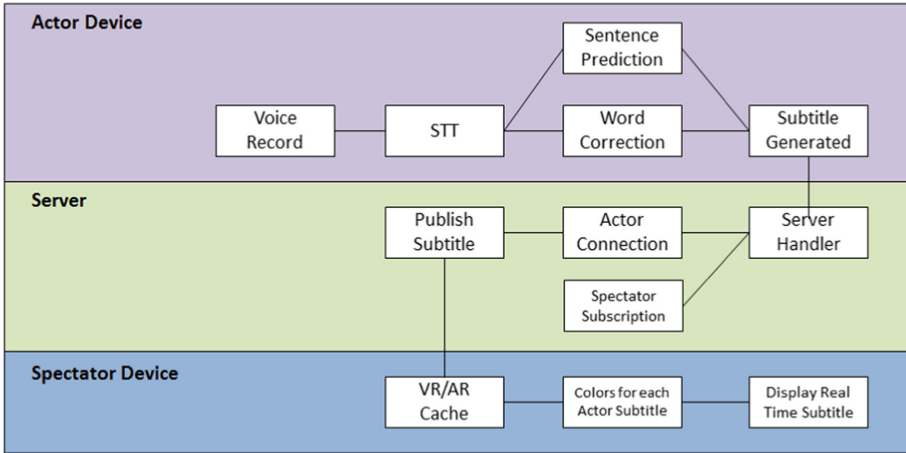 Actor Device
Sentence
Prediction
Voice
Record
STT
Word
Correction
Subtitle
Generated
Server
Publish
Subtitle
Actor
Connection
Server
Handler
Spectator
Subscription
Spectator Device
VR/AR
Cache
Colors for each
Actor Subtitle
Display Real
Time Subtitle